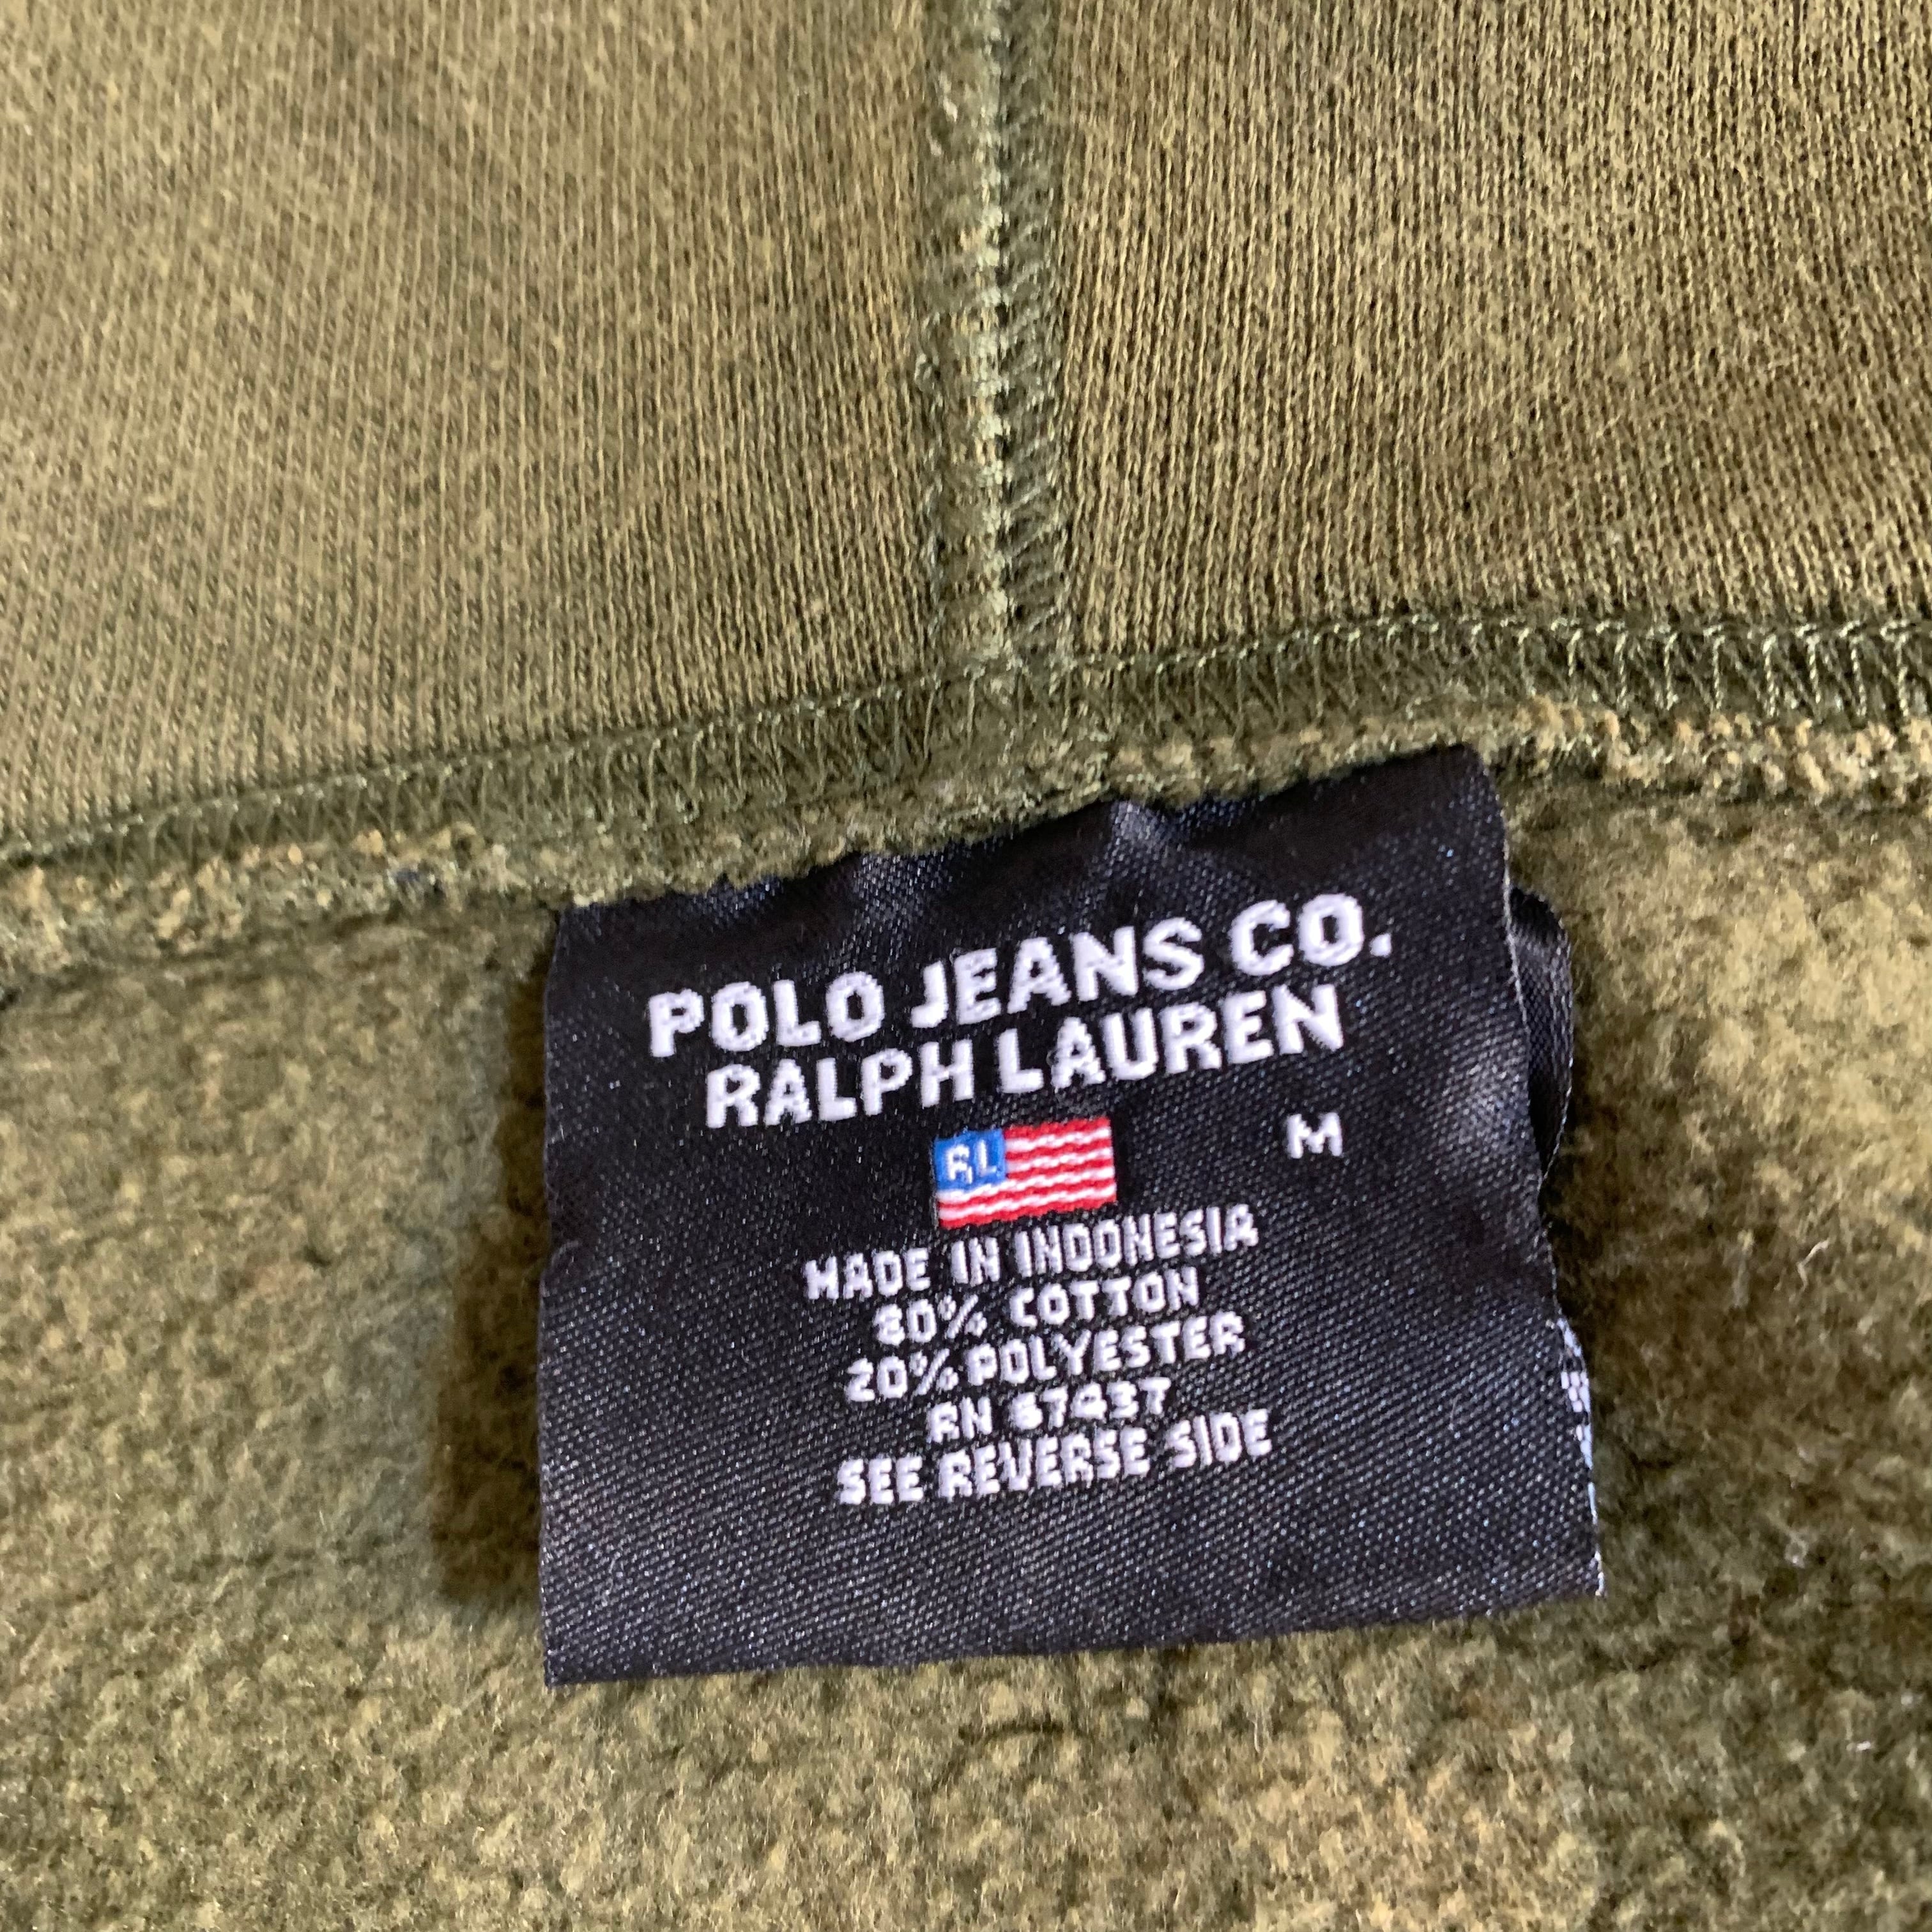 POLO JEANS CO.
RALPH LAUREN
RL
M
MADE IN INDONESIA
80% COTTON
20% POLYESTER
RN 67437
SEE REVERSE SIDE